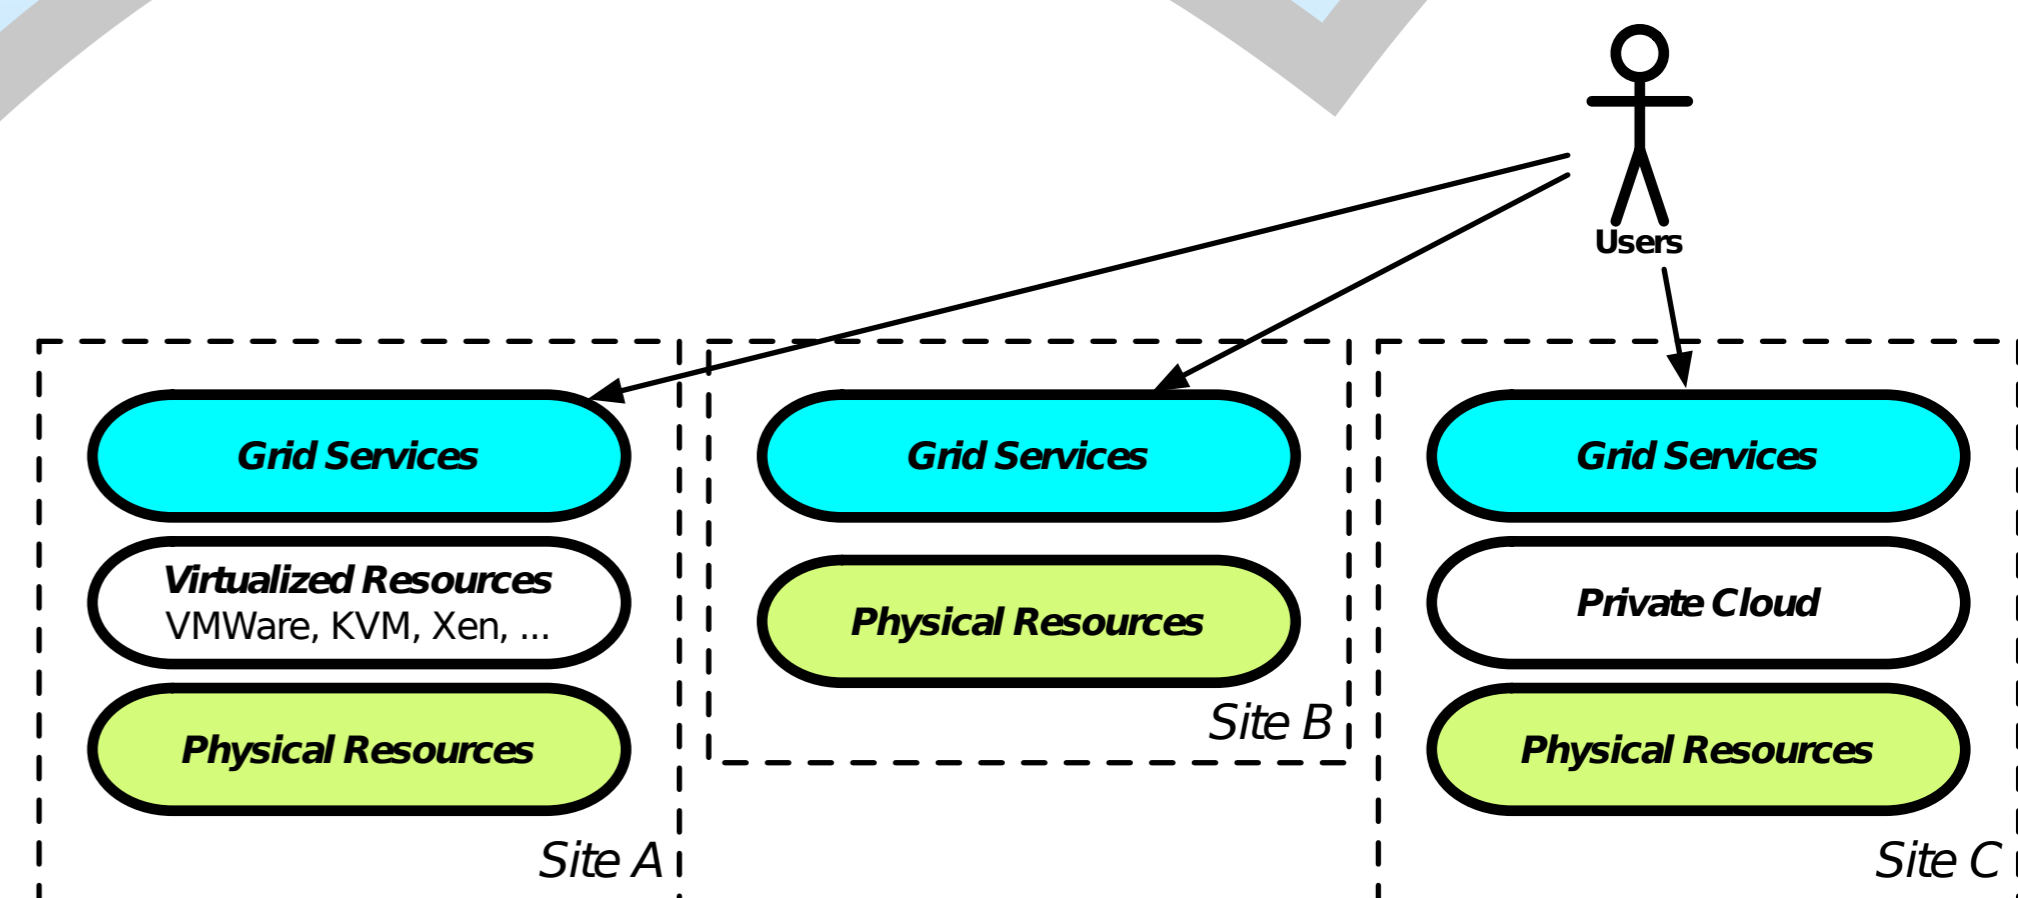 Users
Grid Services
Virtualized Resources
VMWare, KVM, Xen, ...
Physical Resources
Site A
Grid Services
Physical Resources
Site B
Grid Services
Private Cloud
Physical Resources
Site C